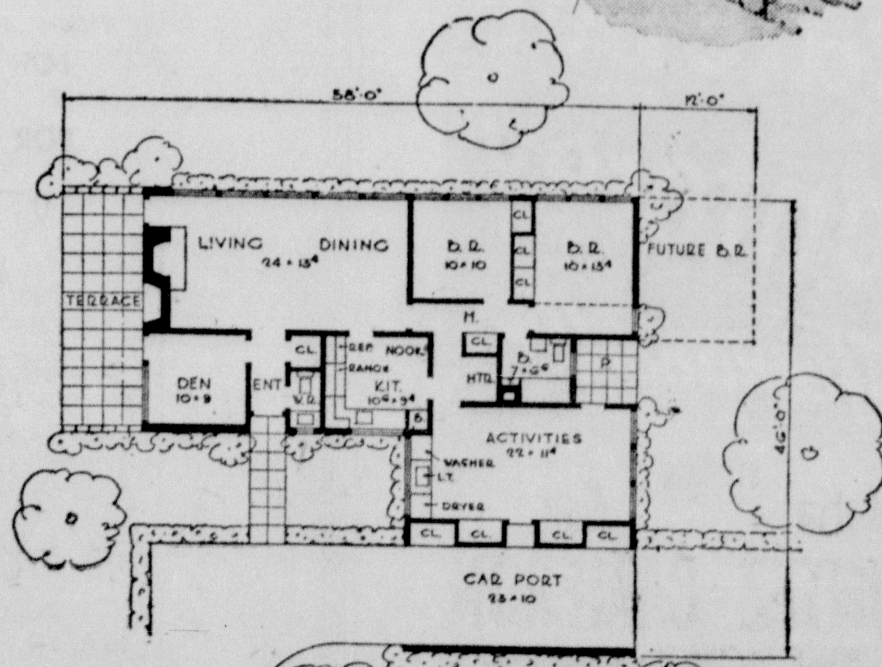 58'-0"
12'-0"
LIVING DINING
24 × 13⁴
B. R.
10 × 10
CL.
CL.
CL.
B. R.
10 × 13⁴
FUTURE B.R.
TERRACE
H.
CL.
REF.
NOOK
RANGE
KIT.
10⁶ × 9⁴
CL.
DEN
10 × 9
ENT
HTR.
B.
7 × 6⁶
P.
B.
ACTIVITIES
22 × 11⁴
WASHER
L.T.
DRYER
46'-0"
CL.
CL.
CL.
CL.
CAR PORT
23 × 10